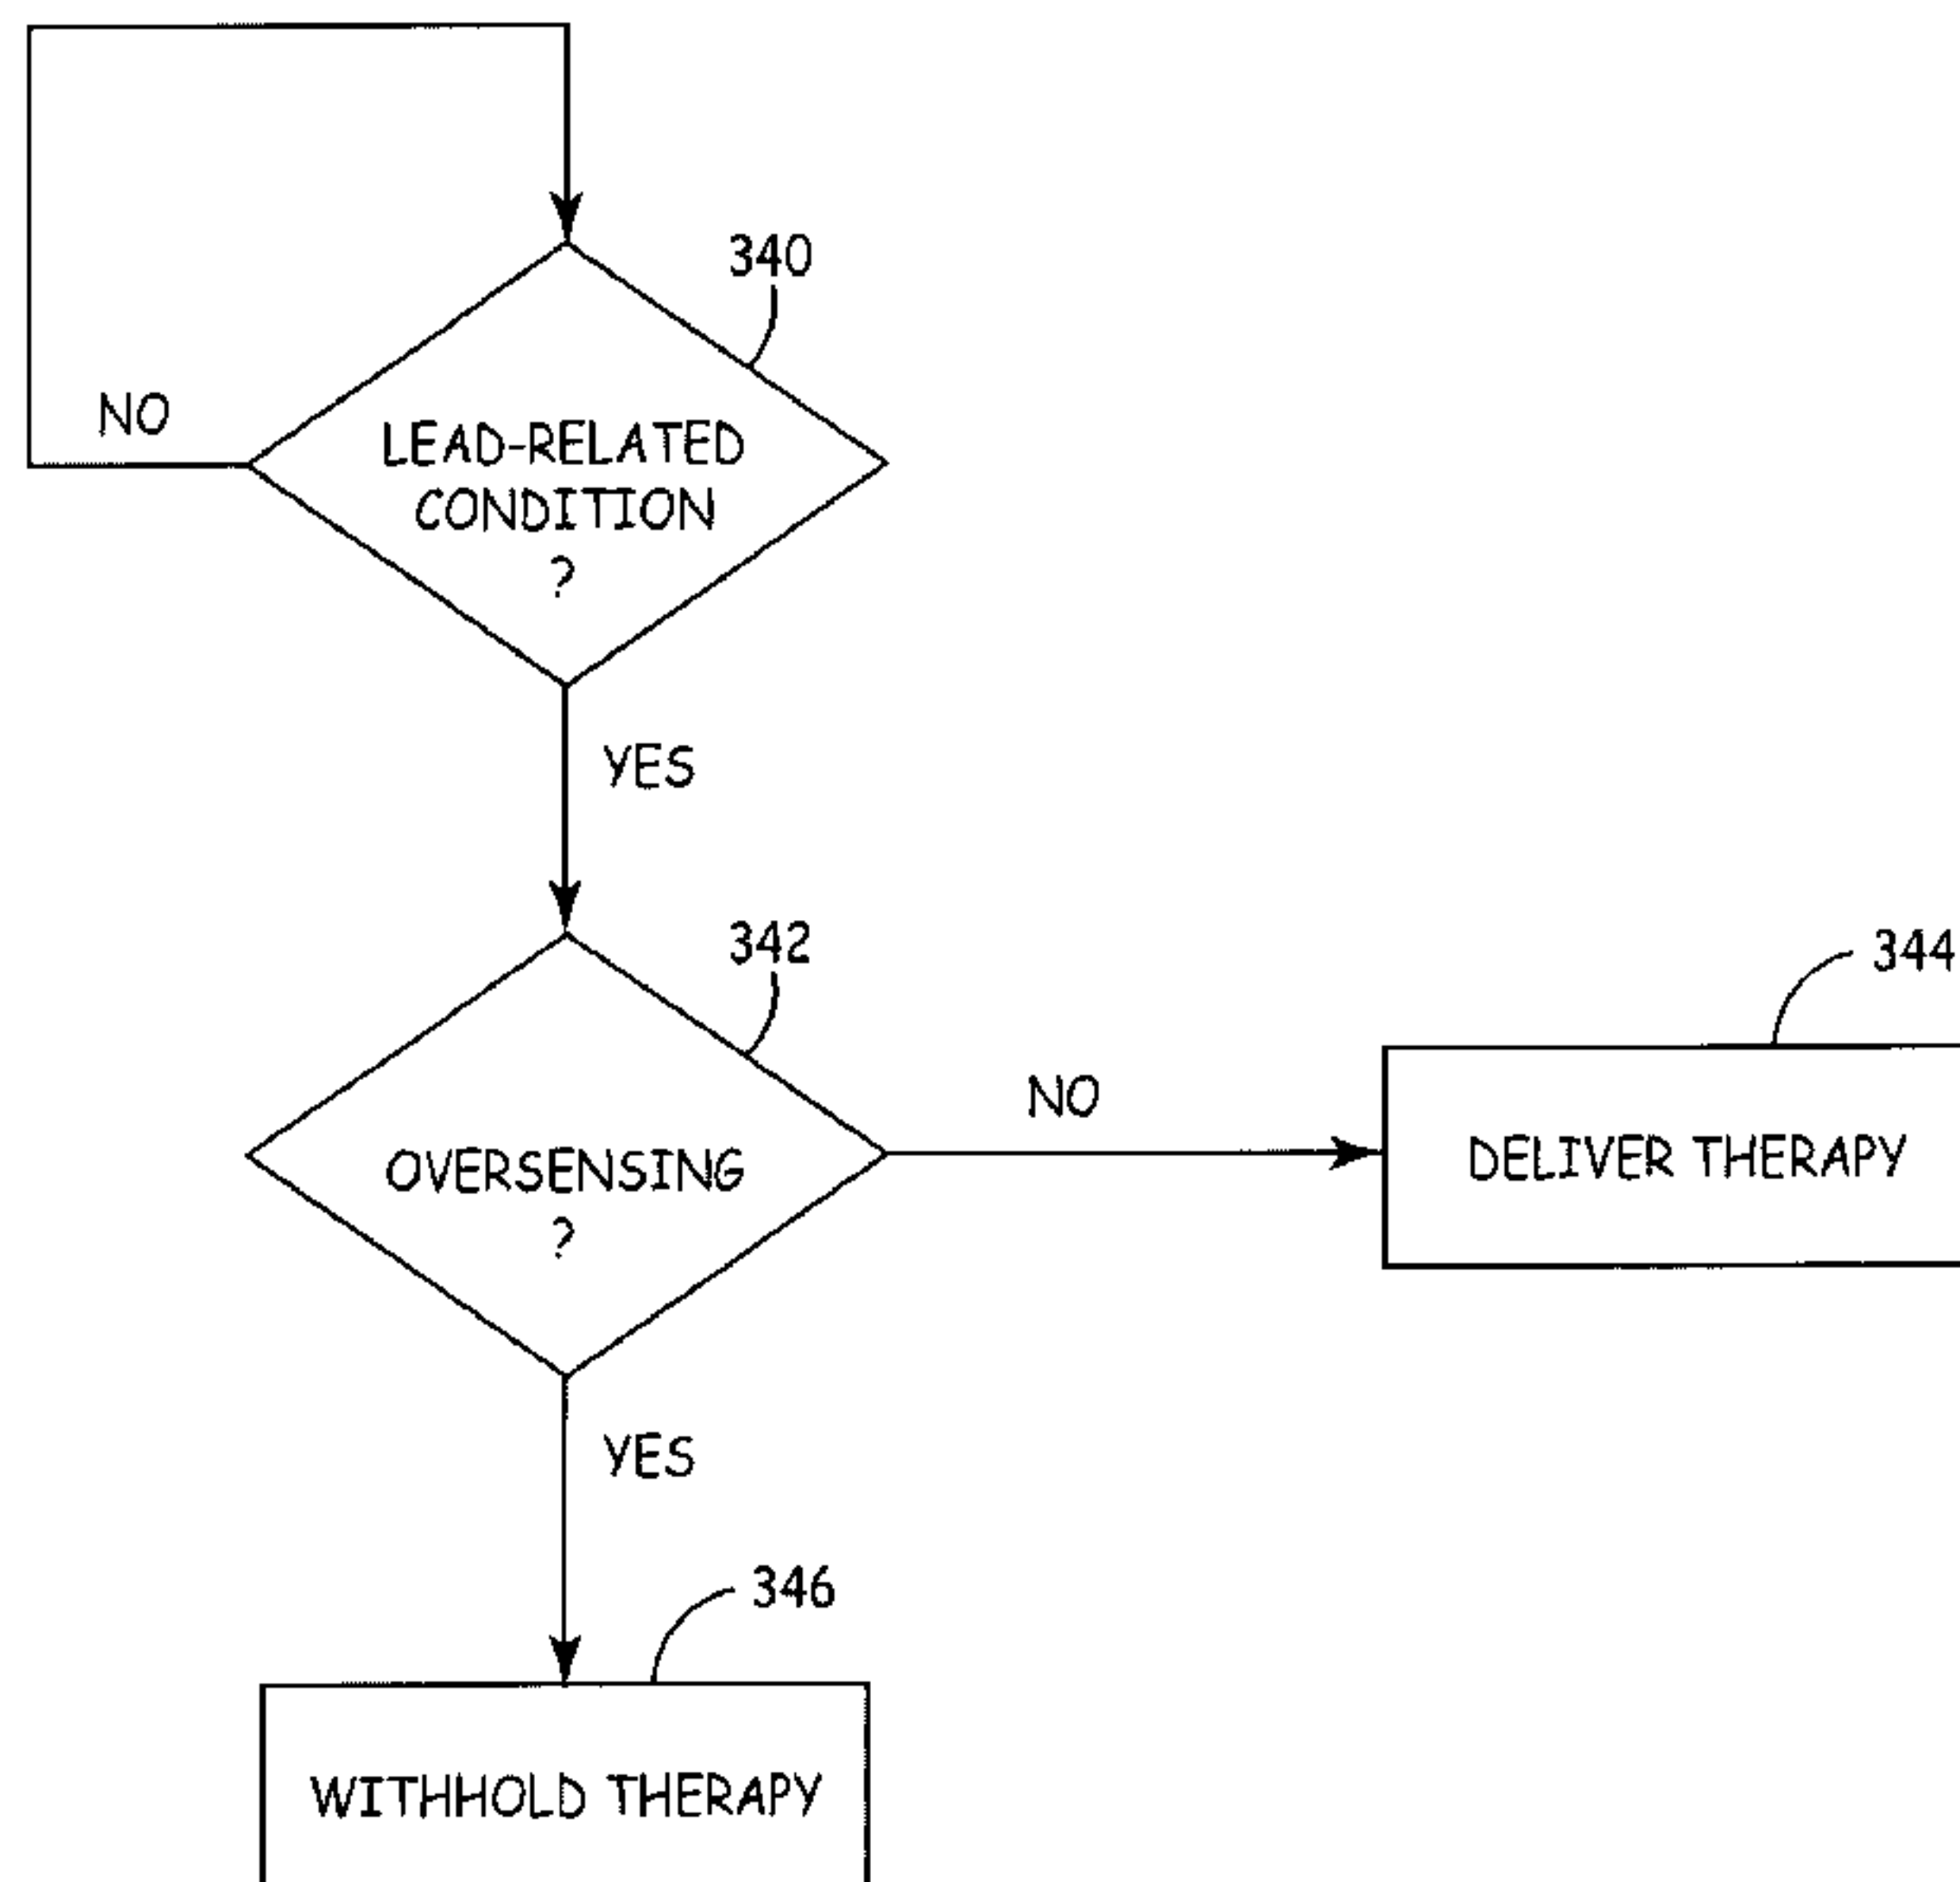 340
NO
LEAD-RELATED
CONDITION
?
YES
342
344
NO
OVERSENSING
?
DELIVER THERAPY
YES
346
WITHHOLD THERAPY